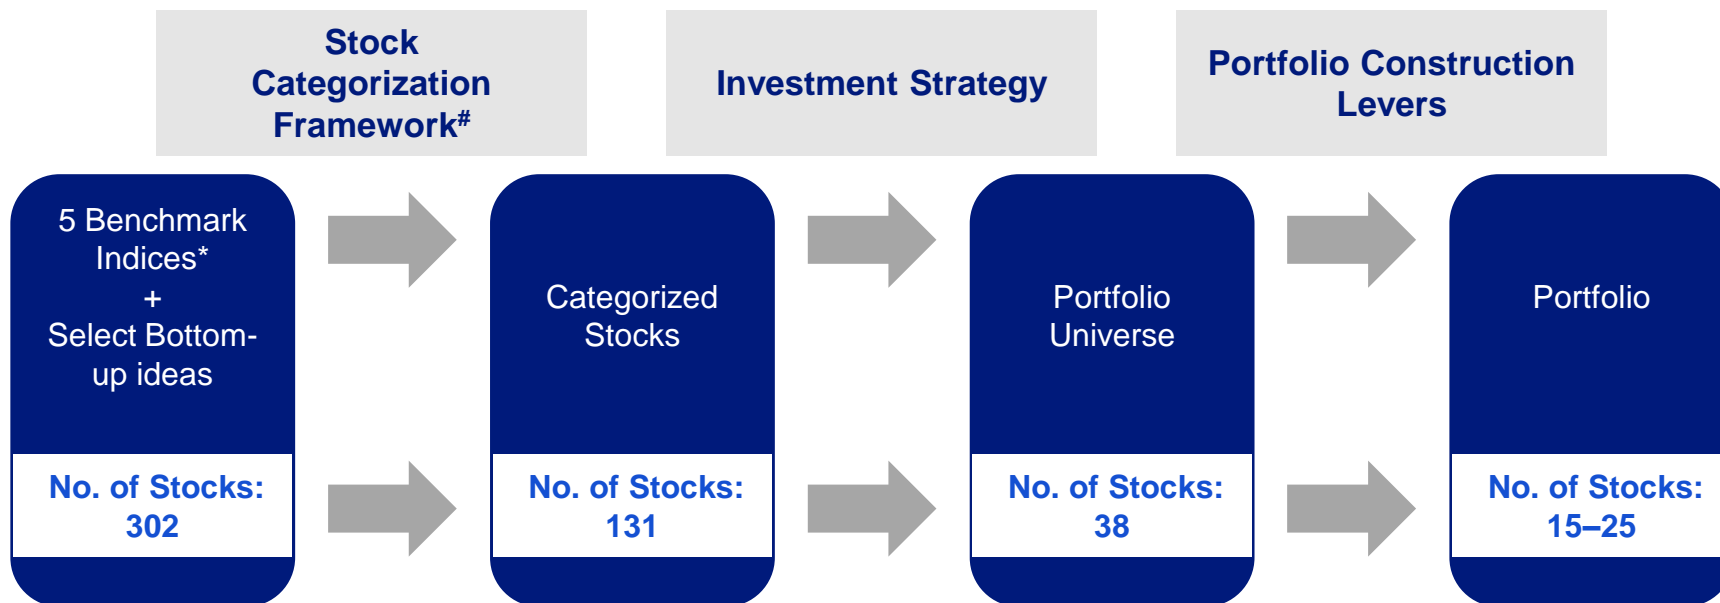 Stock
Categorization
Framework#
Investment Strategy
Portfolio Construction
Levers
5 Benchmark
Indices*
+
Select Bottom-
up ideas
Categorized
Stocks
Portfolio
Universe
Portfolio
No. of Stocks:
302
No. of Stocks:
131
No. of Stocks:
38
No. of Stocks:
15–25